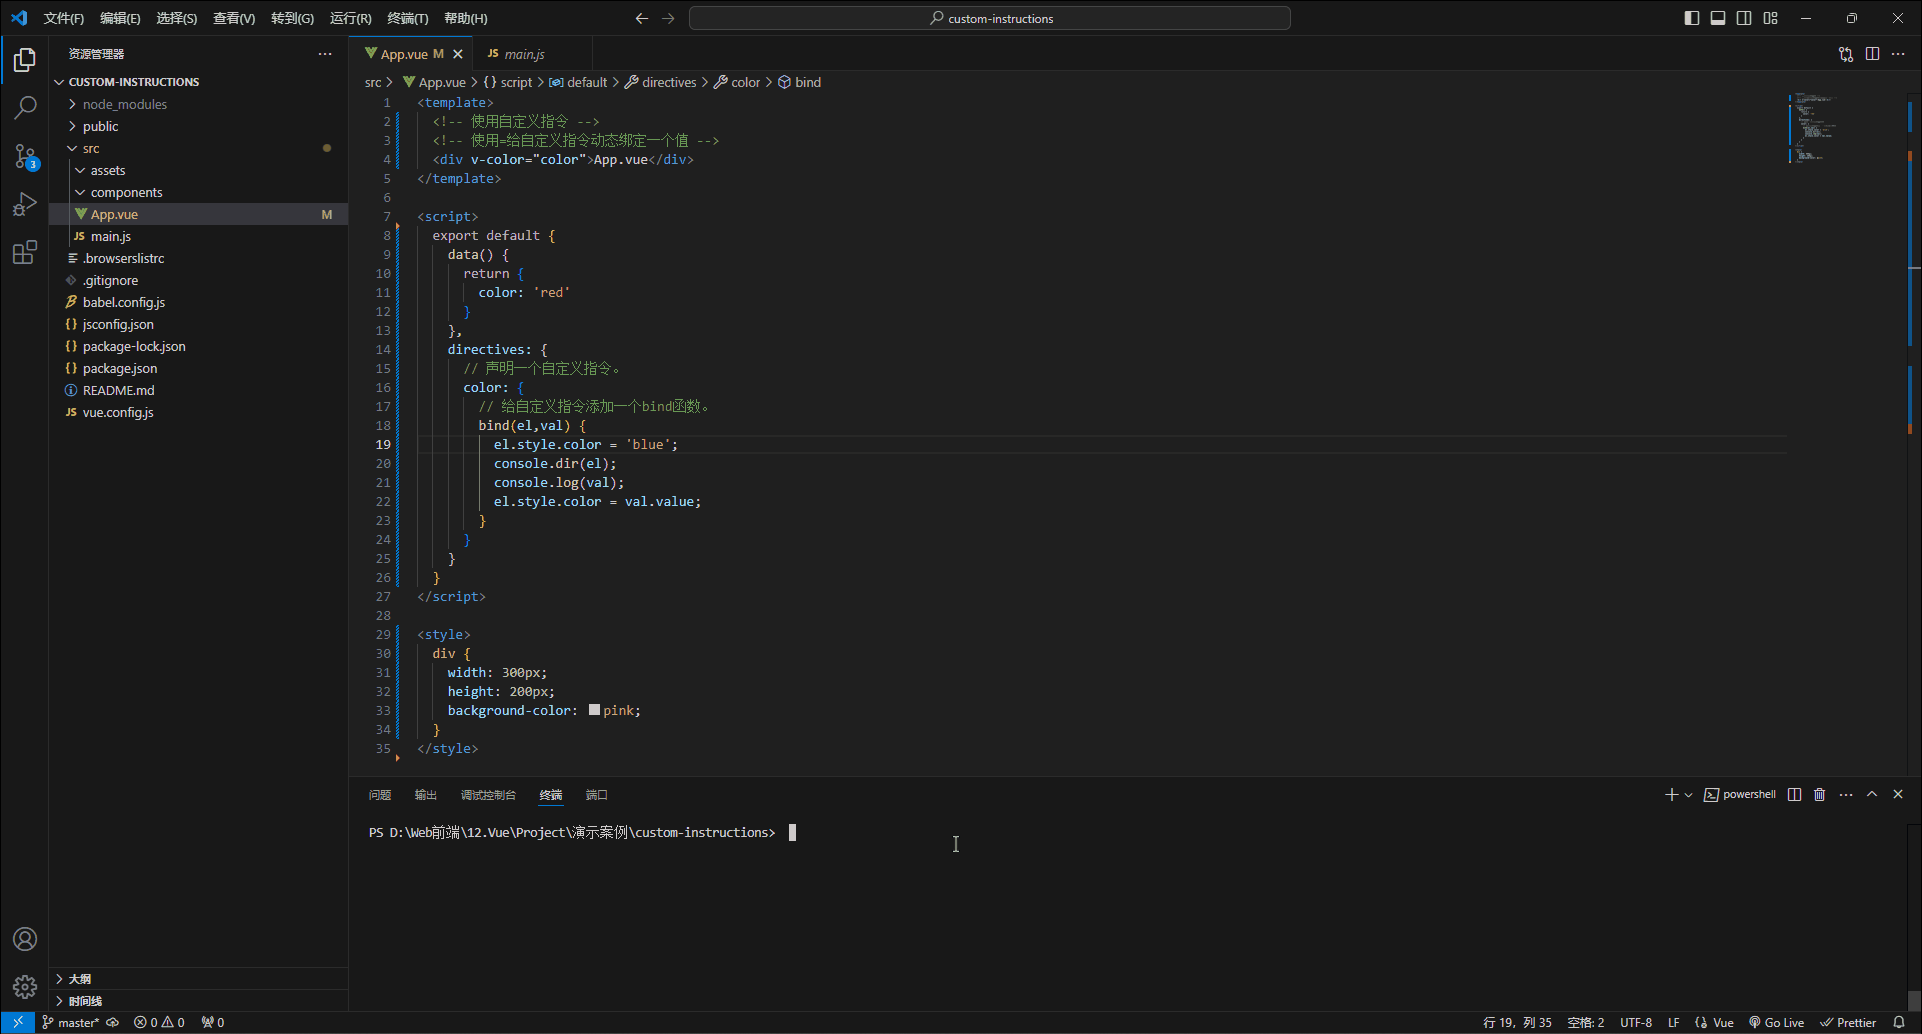 文件(F) 编辑(E) 选择(S) 查看(V) 转到(G) 运行(R) 终端(T) 帮助(H)
custom-instructions
资源管理器
CUSTOM-INSTRUCTIONS
node_modules
public
src
assets
components
App.vue M
JS main.js
.browserslistrc
.gitignore
babel.config.js
{} jsconfig.json
{} package-lock.json
{} package.json
README.md
JS vue.config.js
大纲
时间线
3
App.vue M
JS main.js
src > App.vue > {} script > default > directives > color > bind
1 <template>
2 <!-- 使用自定义指令 -->
3 <!-- 使用=给自定义指令动态绑定一个值 -->
4 <div v-color="color">App.vue</div>
5 </template>
6
7 <script>
8 export default {
9 data() {
10 return {
11 color: 'red'
12 }
13 },
14 directives: {
15 // 声明一个自定义指令。
16 color: {
17 // 给自定义指令添加一个bind函数。
18 bind(el,val) {
19 el.style.color = 'blue';
20 console.dir(el);
21 console.log(val);
22 el.style.color = val.value;
23 }
24 }
25 }
26 }
27 </script>
28
29 <style>
30 div {
31 width: 300px;
32 height: 200px;
33 background-color: pink;
34 }
35 </style>
问题 输出 调试控制台 终端 端口
powershell
PS D:\Web前端\12.Vue\Project\演示案例\custom-instructions>
master* 0 0 0
行 19，列 35 空格: 2 UTF-8 LF {} Vue Go Live Prettier